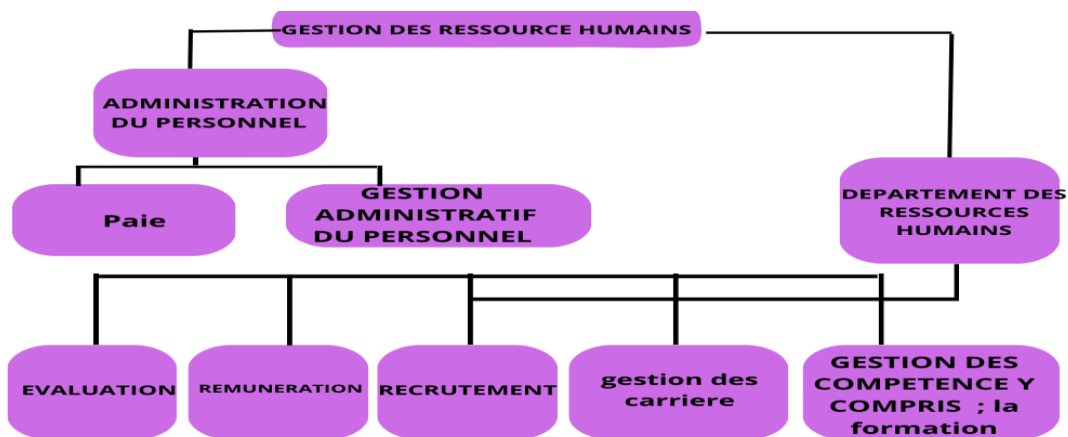 GESTION DES RESSOURCE HUMAINS
ADMINISTRATION
DU PERSONNEL
Paie
GESTION
ADMINISTRATIF
DU PERSONNEL
DEPARTEMENT DES
RESSOURCES
HUMAINS
EVALUATION
REMUNERATION
RECRUTEMENT
gestion des
carriere
GESTION DES
COMPETENCE Y
COMPRIS ; la
formation